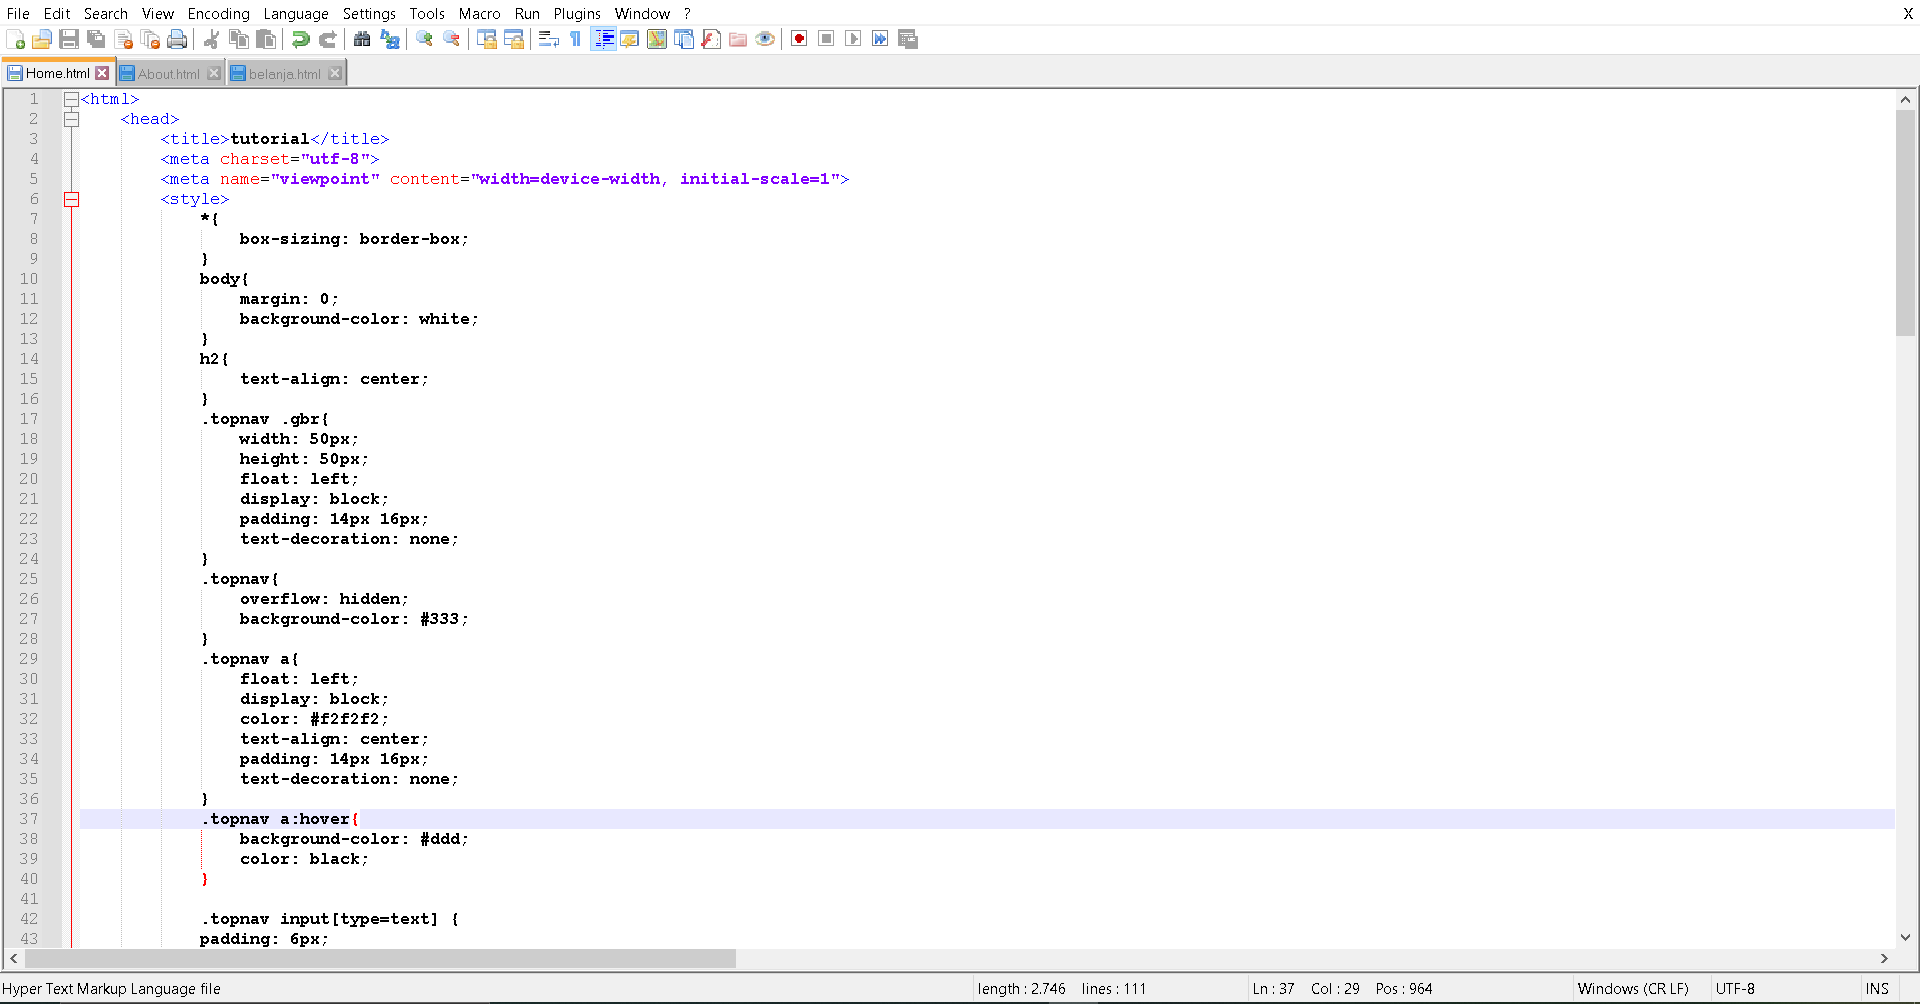 File Edit Search View Encoding Language Settings Tools Macro Run Plugins Window ? X
Home.html About.html belanja.html
1 <html>
2 <head>
3 <title>tutorial</title>
4 <meta charset="utf-8">
5 <meta name="viewpoint" content="width=device-width, initial-scale=1">
6 <style>
7 *{
8 box-sizing: border-box;
9 }
10 body{
11 margin: 0;
12 background-color: white;
13 }
14 h2{
15 text-align: center;
16 }
17 .topnav .gbr{
18 width: 50px;
19 height: 50px;
20 float: left;
21 display: block;
22 padding: 14px 16px;
23 text-decoration: none;
24 }
25 .topnav{
26 overflow: hidden;
27 background-color: #333;
28 }
29 .topnav a{
30 float: left;
31 display: block;
32 color: #f2f2f2;
33 text-align: center;
34 padding: 14px 16px;
35 text-decoration: none;
36 }
37 .topnav a:hover{
38 background-color: #ddd;
39 color: black;
40 }
41
42 .topnav input[type=text] {
43 padding: 6px;
Hyper Text Markup Language file length : 2.746 lines : 111 Ln : 37 Col : 29 Pos : 964 Windows (CR LF) UTF-8 INS